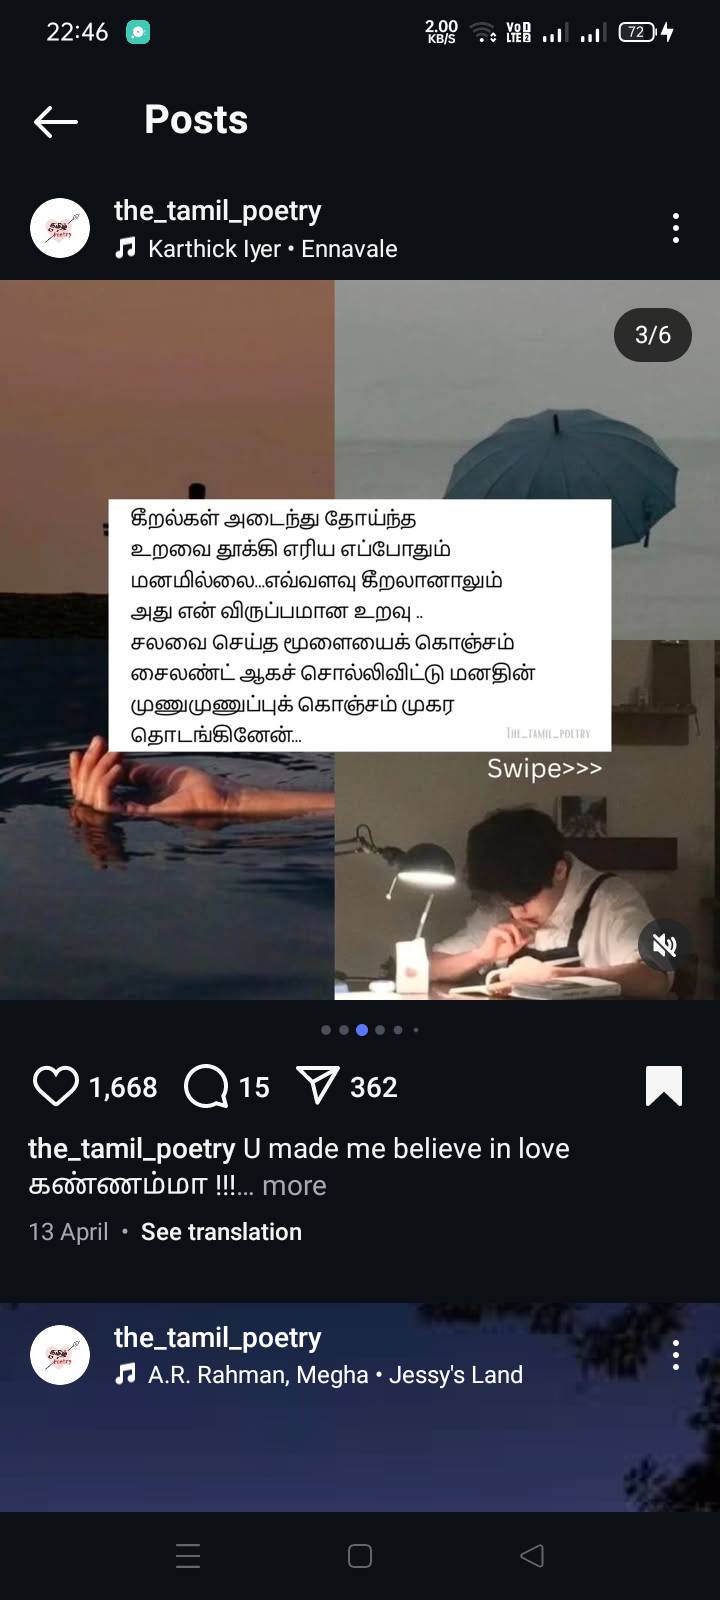 22:46
2.00 KB/S
Vo 1 LTE 2
72
Posts
the_tamil_poetry
Karthick Iyer • Ennavale
3/6
கீறல்கள் அடைந்து தோய்ந்த
உறவை தூக்கி எரிய எப்போதும்
மனமில்லை...எவ்வளவு கீறலானாலும்
அது என் விருப்பமான உறவு ..
சலவை செய்த மூளையைக் கொஞ்சம்
சைலண்ட் ஆகச் சொல்லிவிட்டு மனதின்
முணுமுணுப்புக் கொஞ்சம் முகர
தொடங்கினேன்...
The_tamil_poetry
Swipe>>>
1,668
15
362
the_tamil_poetry U made me believe in love
கண்ணம்மா !!!... more
13 April • See translation
the_tamil_poetry
A.R. Rahman, Megha • Jessy's Land